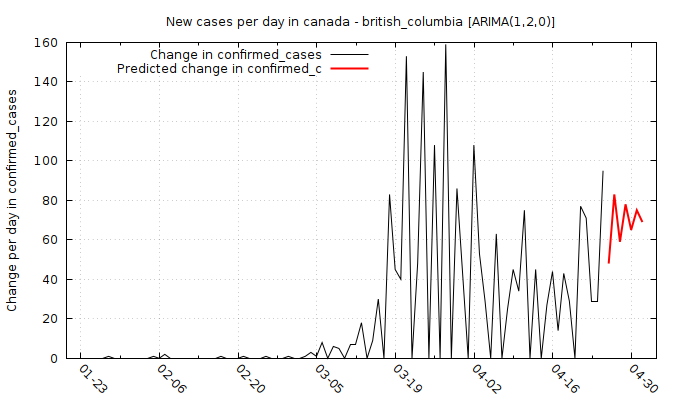 New cases per day in canada - british_columbia [ARIMA(1,2,0)]
Change in confirmed_cases
Predicted change in confirmed_c
Change per day in confirmed_cases
160
140
120
100
80
60
40
20
0
01-23 02-06 02-20 03-05 03-19 04-02 04-16 04-30